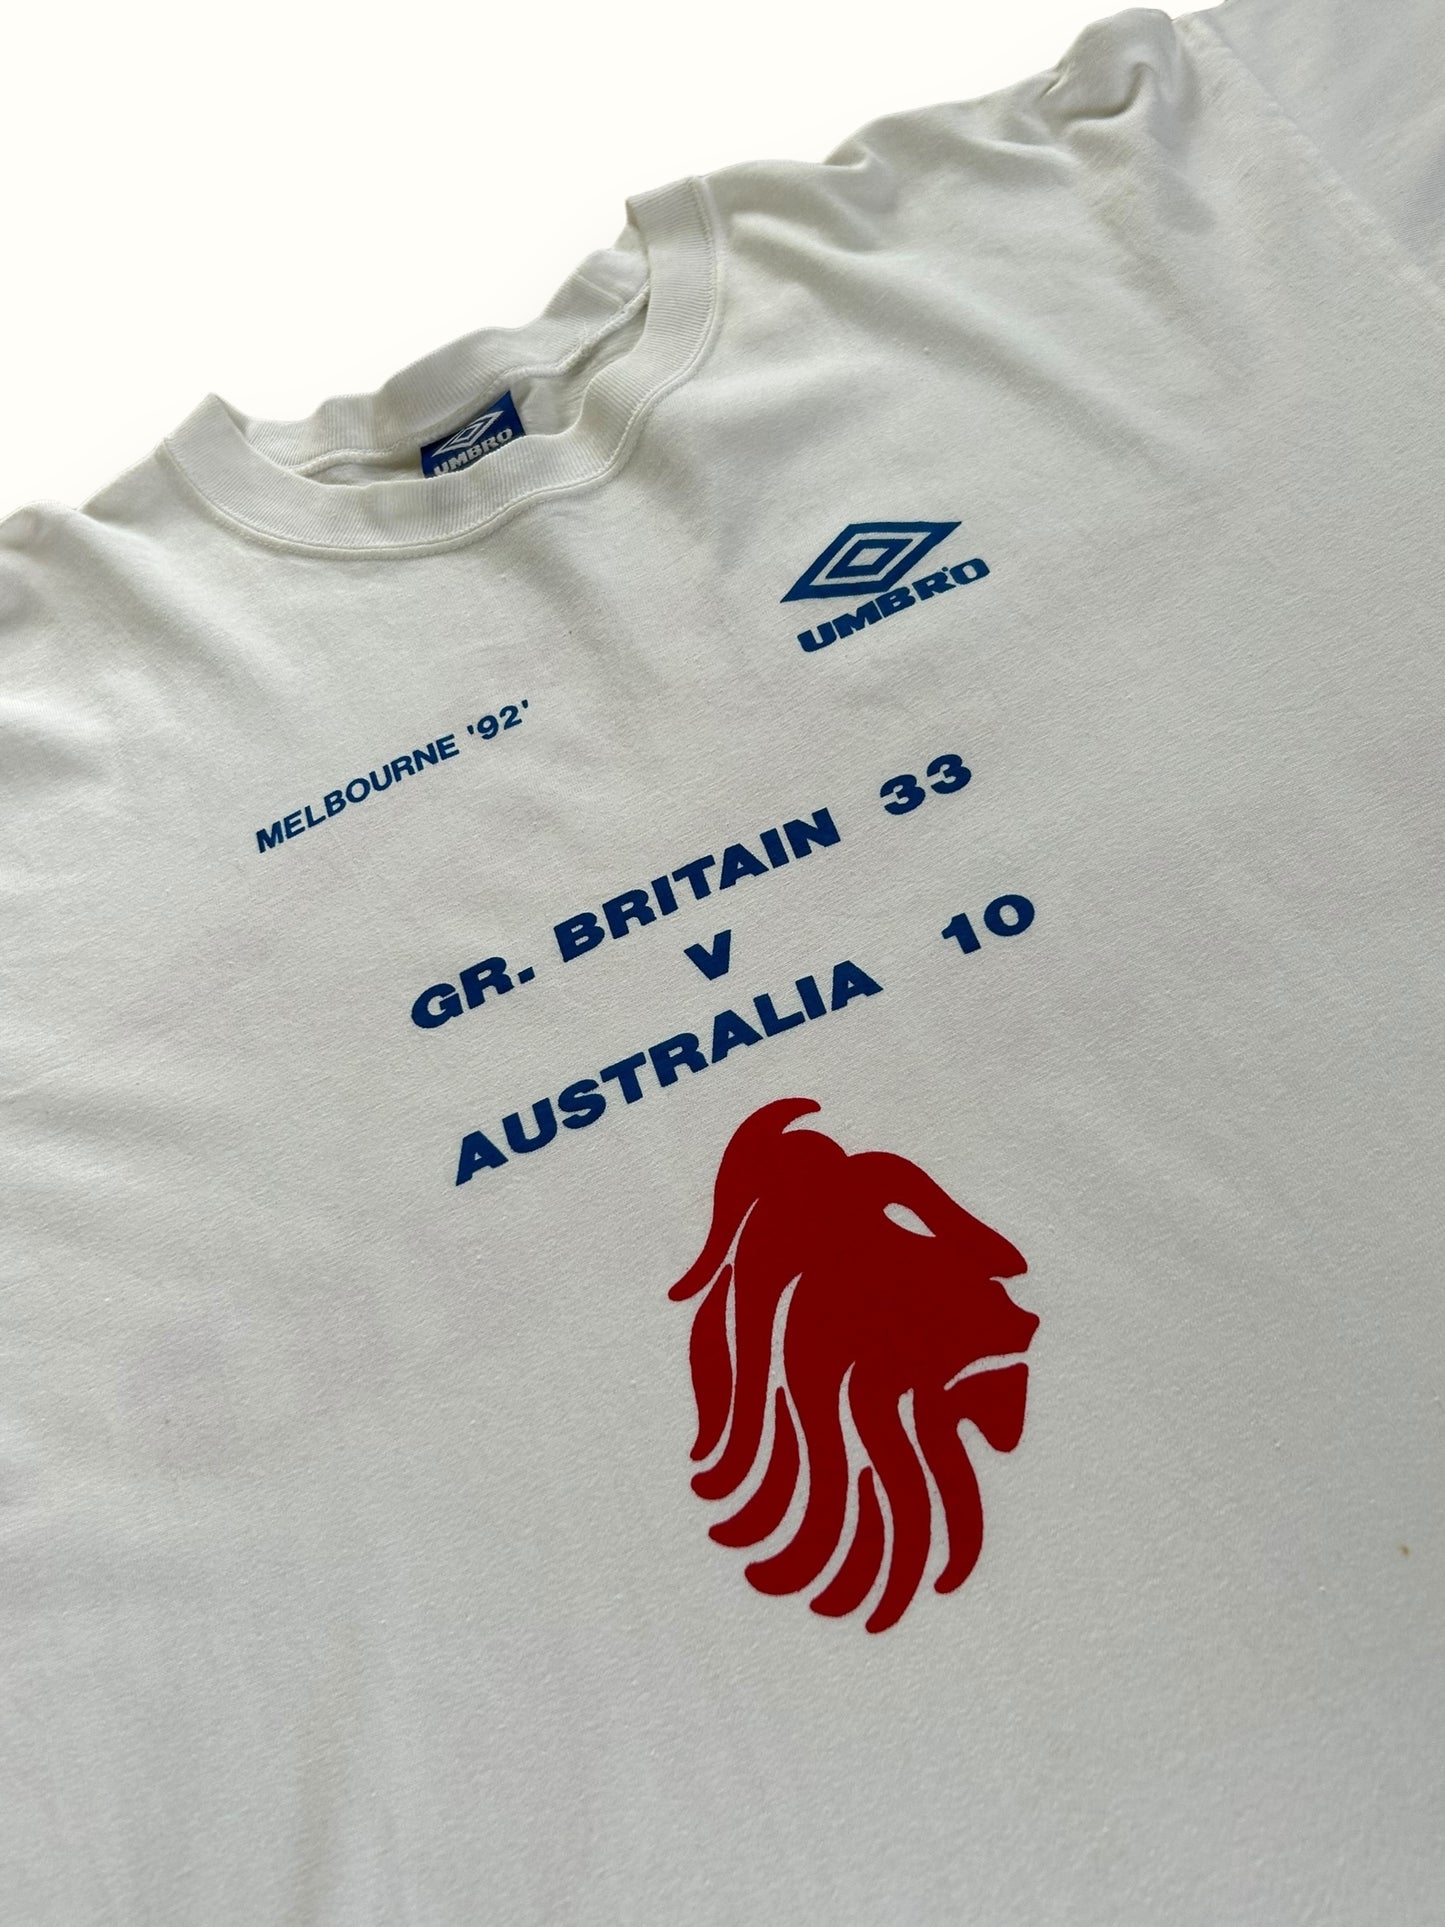 UMBRO
UMBRO
MELBOURNE '92'
GR. BRITAIN 33
V
AUSTRALIA 10